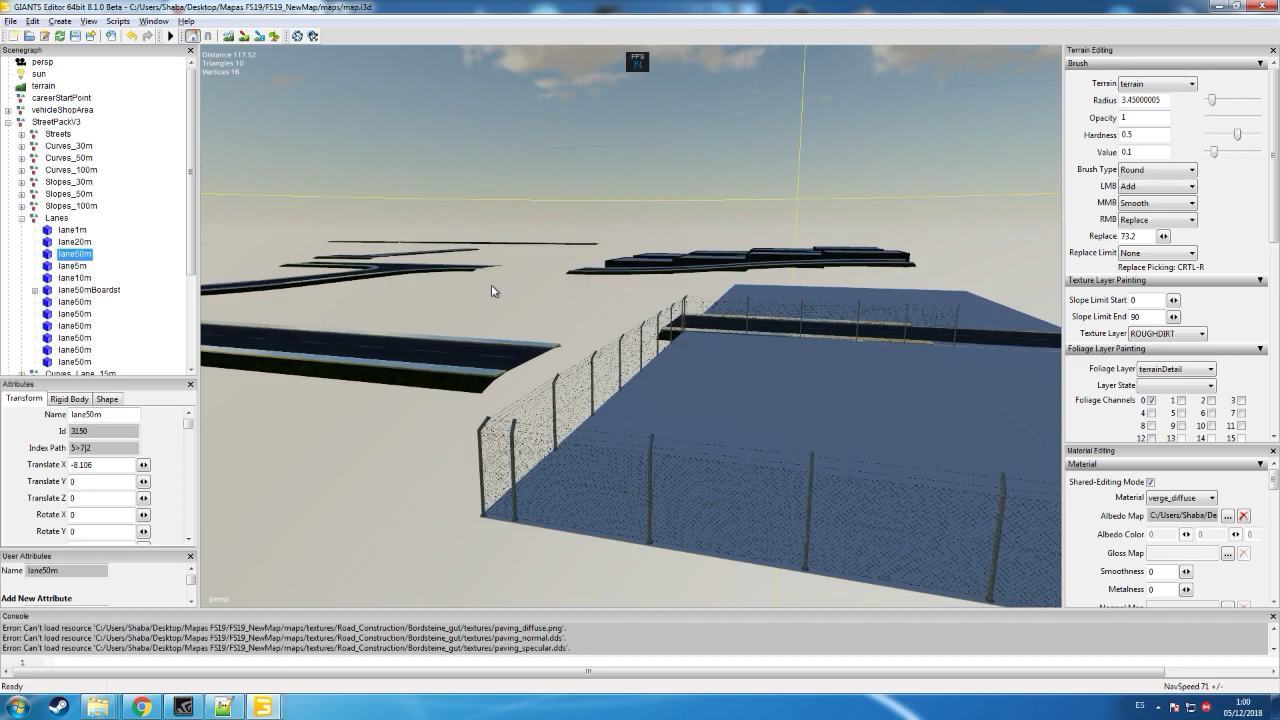 GIANTS Editor 64bit 8.1.0 Beta - C:/Users/Shaba/Desktop/Mapas FS19/FS19_NewMap/maps/map.i3d
File Edit Create View Scripts Window Help
Scenegraph
persp
sun
terrain
careerStartPoint
vehicleShopArea
StreetPackV3
Streets
Curves_30m
Curves_50m
Curves_100m
Slopes_30m
Slopes_50m
Slopes_100m
Lanes
lane1m
lane20m
lane50m
lane5m
lane10m
lane50mBoardst
lane50m
lane50m
lane50m
lane50m
lane50m
lane50m
Curves_Lane_15m
Attributes
Transform Rigid Body Shape
Name lane50m
Id 3150
Index Path 5>7|2
Translate X -8.106
Translate Y 0
Translate Z 0
Rotate X 0
Rotate Y 0
User Attributes
Name lane50m
Add New Attribute
Distance 117.52
Triangles 10
Vertices 16
FPS
persp
Terrain Editing
Brush
Terrain terrain
Radius 3.45000005
Opacity 1
Hardness 0.5
Value 0.1
Brush Type Round
LMB Add
MMB Smooth
RMB Replace
Replace 73.2
Replace Limit None
Replace Picking: CRTL-R
Texture Layer Painting
Slope Limit Start 0
Slope Limit End 90
Texture Layer ROUGHDIRT
Foliage Layer Painting
Foliage Layer terrainDetail
Layer State
Foliage Channels 0 1 2 3
4 5 6 7
8 9 10 11
12 13 14 15
Material Editing
Material
Shared-Editing Mode
Material verge_diffuse
Albedo Map C:/Users/Shaba/De ...
Albedo Color 0 0 0
Gloss Map ...
Smoothness 0
Metalness 0
Console
Error: Can't load resource 'C:/Users/Shaba/Desktop/Mapas FS19/FS19_NewMap/maps/textures/Road_Construction/Bordsteine_gut/textures/paving_diffuse.png'.
Error: Can't load resource 'C:/Users/Shaba/Desktop/Mapas FS19/FS19_NewMap/maps/textures/Road_Construction/Bordsteine_gut/textures/paving_normal.dds'.
Error: Can't load resource 'C:/Users/Shaba/Desktop/Mapas FS19/FS19_NewMap/maps/textures/Road_Construction/Bordsteine_gut/textures/paving_specular.dds'.
1
Ready
NavSpeed 71 +/-
ES
1:00
05/12/2018